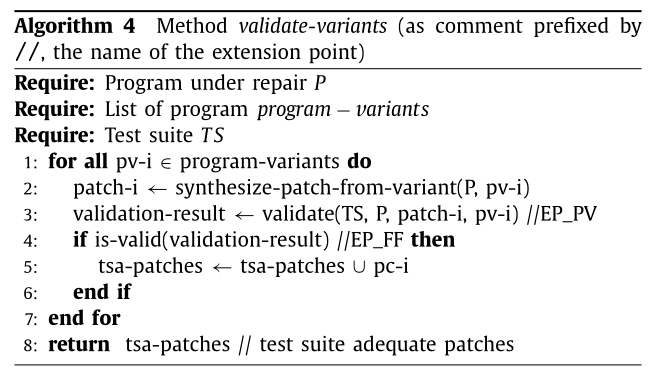 Algorithm 4 Method validate-variants (as comment prefixed by
//, the name of the extension point)
Require: Program under repair P
Require: List of program program – variants
Require: Test suite TS
1: for all pv-i ∈ program-variants do
2: patch-i ← synthesize-patch-from-variant(P, pv-i)
3: validation-result ← validate(TS, P, patch-i, pv-i) //EP_PV
4: if is-valid(validation-result) //EP_FF then
5: tsa-patches ← tsa-patches ∪ pc-i
6: end if
7: end for
8: return tsa-patches // test suite adequate patches